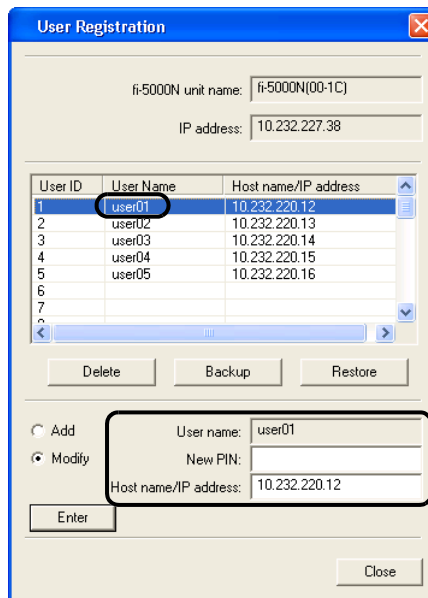 User Registration
fi-5000N unit name: fi-5000N(00-1C)
IP address: 10.232.227.38
User ID User Name Host name/IP address
1 user01 10.232.220.12
2 user02 10.232.220.13
3 user03 10.232.220.14
4 user04 10.232.220.15
5 user05 10.232.220.16
6
7
Delete Backup Restore
Add User name: user01
Modify New PIN:
Host name/IP address: 10.232.220.12
Enter
Close